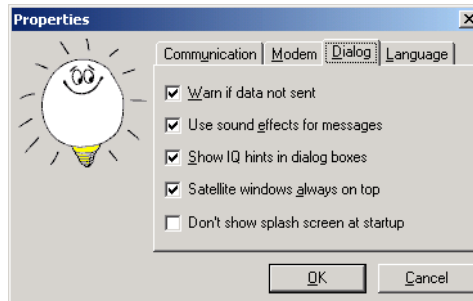 Properties
Communication Modem Dialog Language
Warn if data not sent
Use sound effects for messages
Show IQ hints in dialog boxes
Satellite windows always on top
Don't show splash screen at startup
OK Cancel